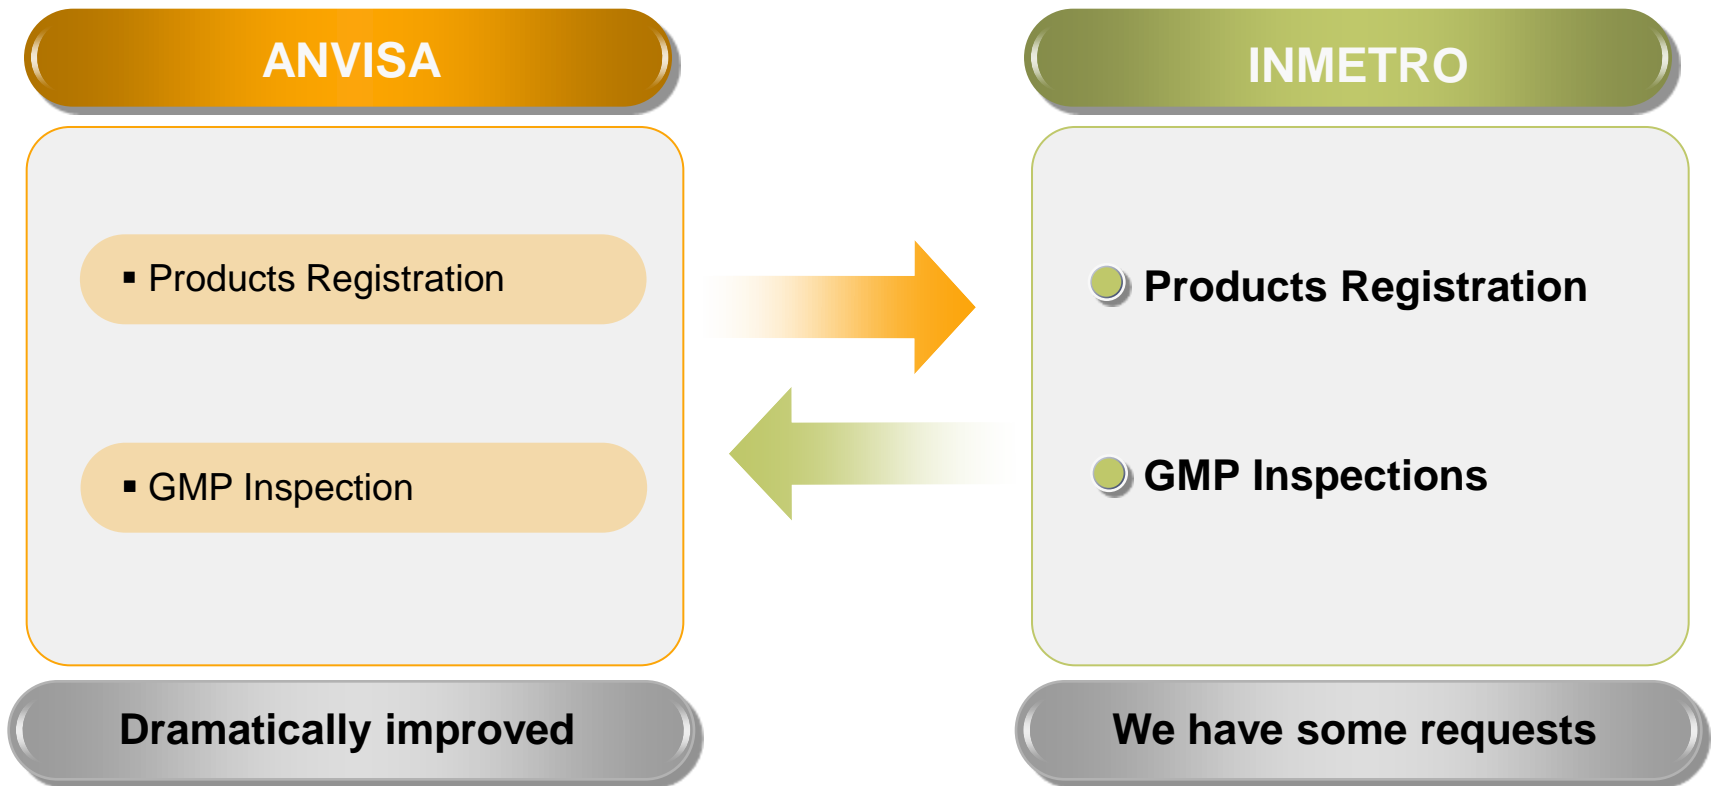 ANVISA
▪ Products Registration
▪ GMP Inspection
Dramatically improved
INMETRO
Products Registration
GMP Inspections
We have some requests